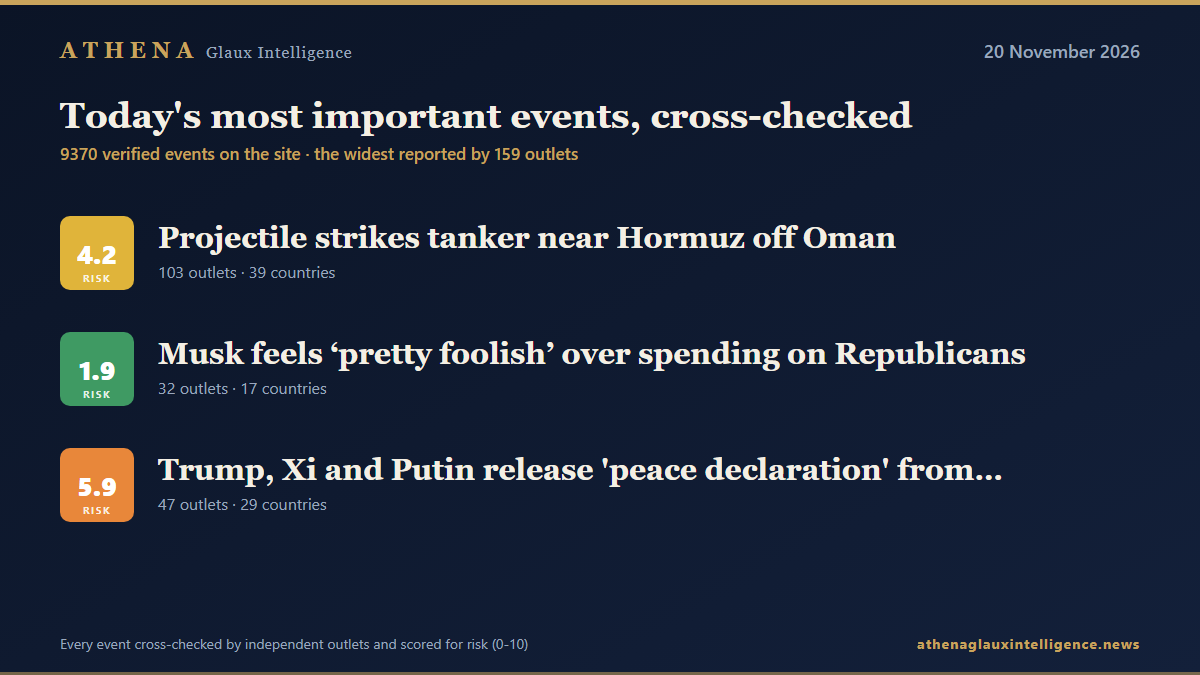 ATHENA Glaux Intelligence
20 November 2026
Today's most important events, cross-checked
9370 verified events on the site · the widest reported by 159 outlets
4.2
RISK
Projectile strikes tanker near Hormuz off Oman
103 outlets · 39 countries
1.9
RISK
Musk feels ‘pretty foolish’ over spending on Republicans
32 outlets · 17 countries
5.9
RISK
Trump, Xi and Putin release 'peace declaration' from...
47 outlets · 29 countries
Every event cross-checked by independent outlets and scored for risk (0-10)
athenaglauxintelligence.news